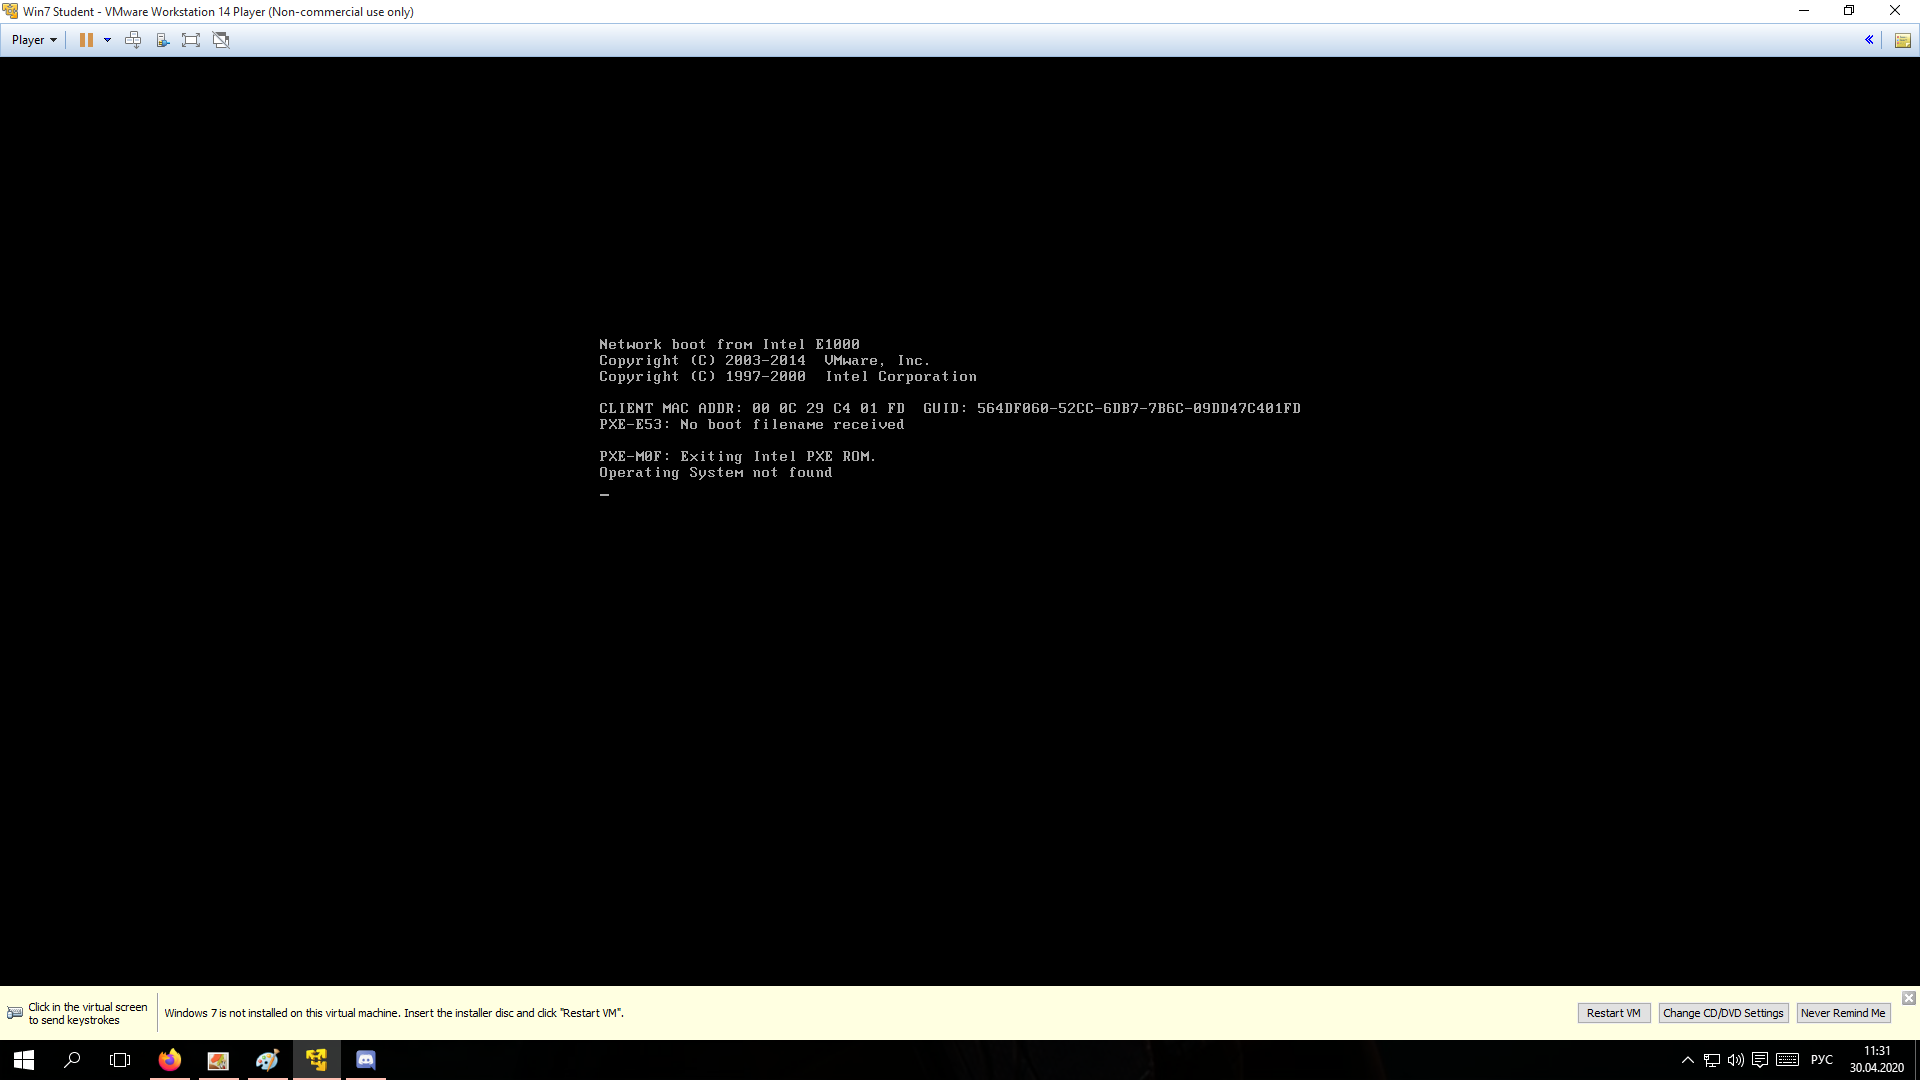 Win7 Student - VMware Workstation 14 Player (Non-commercial use only)
Player
Network boot from Intel E1000
Copyright (C) 2003-2014  VMware, Inc.
Copyright (C) 1997-2000  Intel Corporation
CLIENT MAC ADDR: 00 0C 29 C4 01 FD  GUID: 564DF060-52CC-6DB7-7B6C-09DD47C401FD
PXE-E53: No boot filename received
PXE-M0F: Exiting Intel PXE ROM.
Operating System not found
Click in the virtual screen
to send keystrokes
Windows 7 is not installed on this virtual machine. Insert the installer disc and click "Restart VM".
Restart VM
Change CD/DVD Settings
Never Remind Me
РУС
11:31
30.04.2020